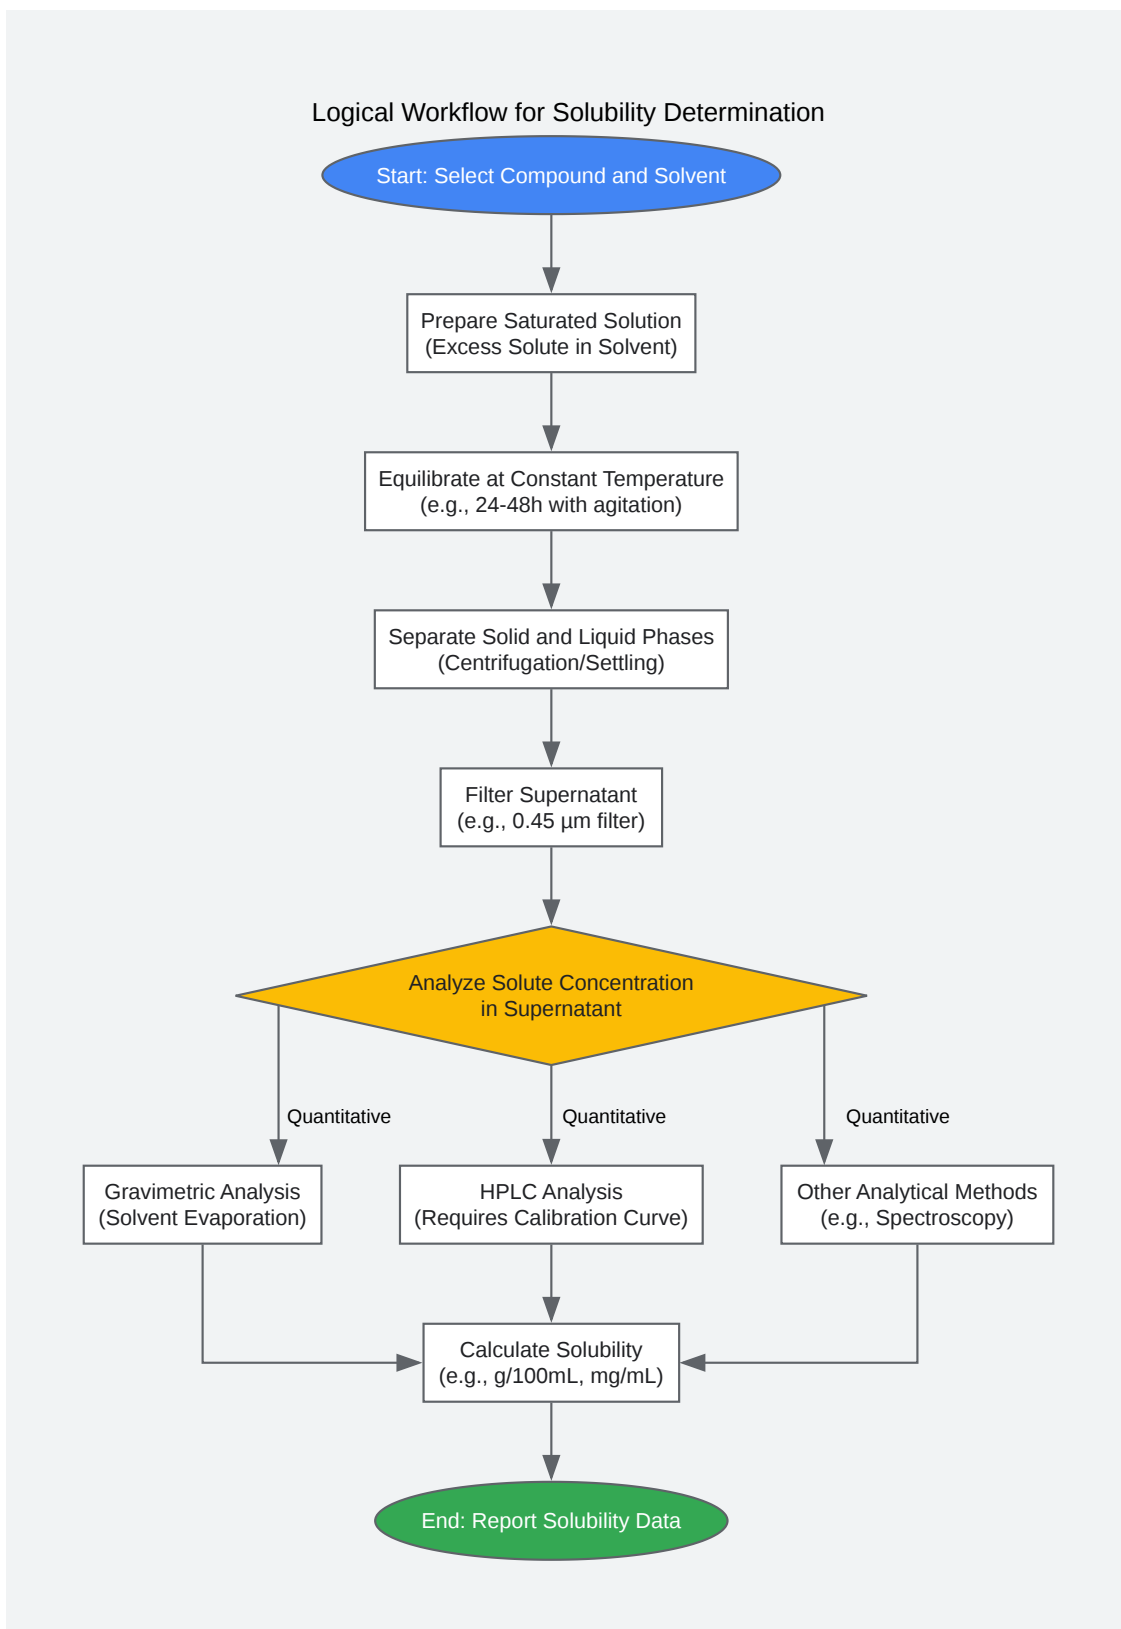 Logical Workflow for Solubility Determination
Start: Select Compound and Solvent
Prepare Saturated Solution
(Excess Solute in Solvent)
Equilibrate at Constant Temperature
(e.g., 24-48h with agitation)
Separate Solid and Liquid Phases
(Centrifugation/Settling)
Filter Supernatant
(e.g., 0.45 µm filter)
Analyze Solute Concentration
in Supernatant
Quantitative
Quantitative
Quantitative
Gravimetric Analysis
(Solvent Evaporation)
HPLC Analysis
(Requires Calibration Curve)
Other Analytical Methods
(e.g., Spectroscopy)
Calculate Solubility
(e.g., g/100mL, mg/mL)
End: Report Solubility Data